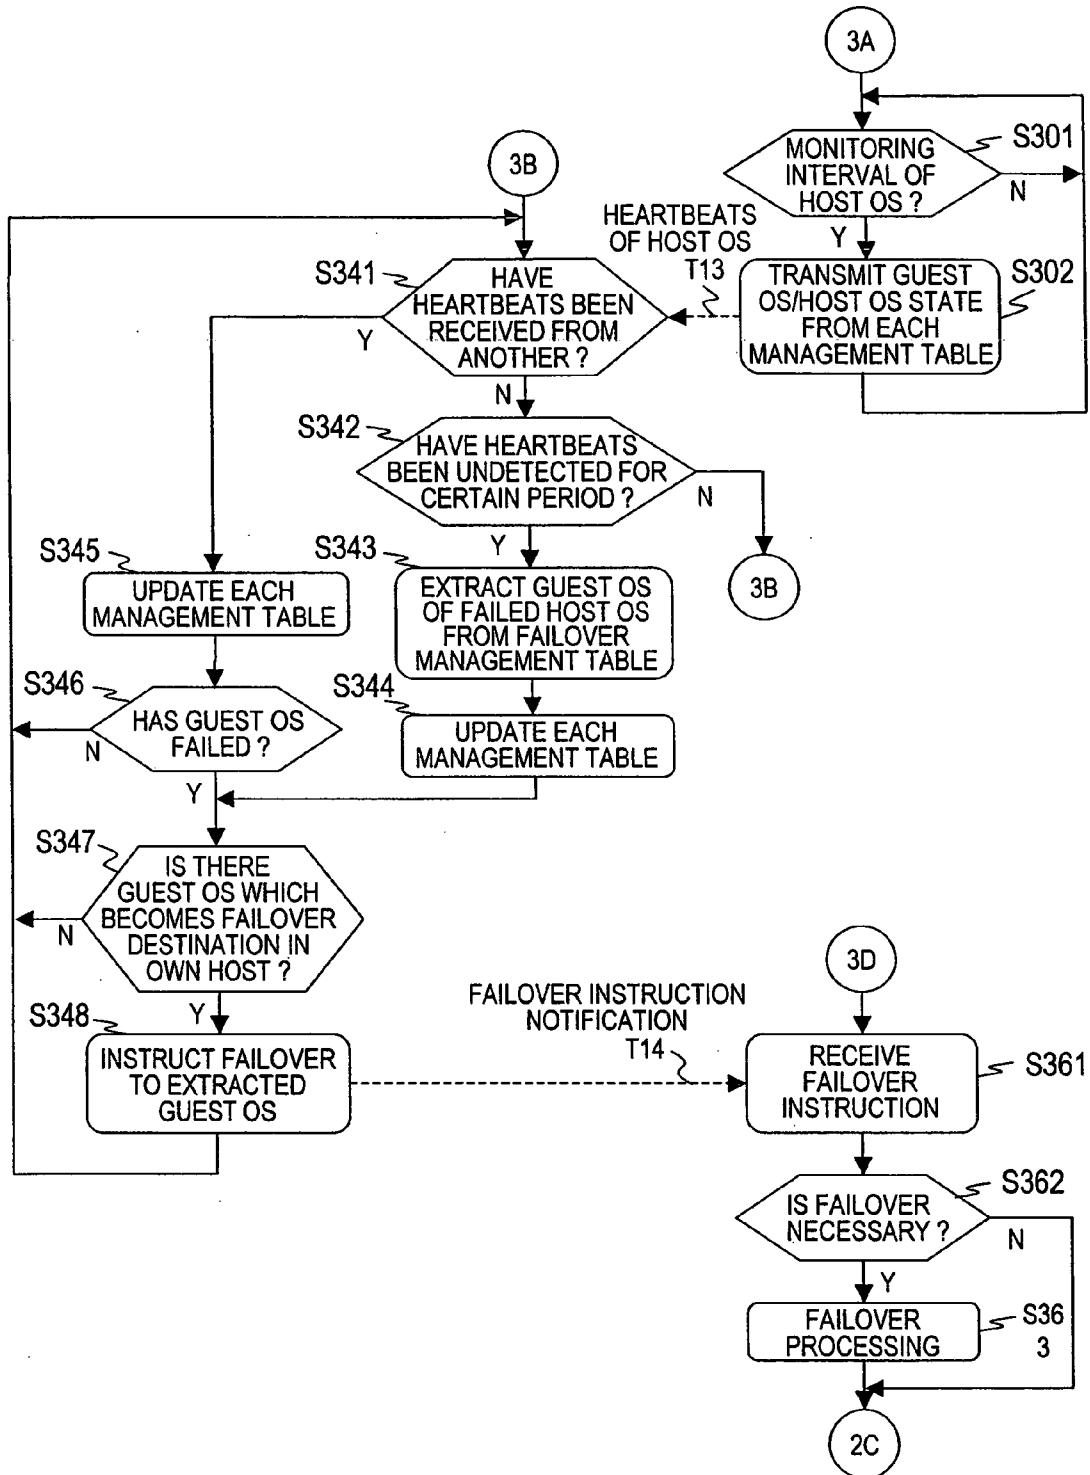 3A
MONITORING
INTERVAL OF
HOST OS ?
S301
N
Y
TRANSMIT GUEST
OS/HOST OS STATE
FROM EACH
MANAGEMENT TABLE
S302
HEARTBEATS
OF HOST OS
T13
3B
S341
HAVE
HEARTBEATS BEEN
RECEIVED FROM
ANOTHER ?
Y
N
S342
HAVE HEARTBEATS
BEEN UNDETECTED FOR
CERTAIN PERIOD ?
N
3B
Y
S343
EXTRACT GUEST OS
OF FAILED HOST OS
FROM FAILOVER
MANAGEMENT TABLE
S344
UPDATE EACH
MANAGEMENT TABLE
S345
UPDATE EACH
MANAGEMENT TABLE
S346
HAS GUEST OS
FAILED ?
N
Y
S347
IS THERE
GUEST OS WHICH
BECOMES FAILOVER
DESTINATION IN
OWN HOST ?
N
Y
S348
INSTRUCT FAILOVER
TO EXTRACTED
GUEST OS
FAILOVER INSTRUCTION
NOTIFICATION
T14
3D
RECEIVE
FAILOVER
INSTRUCTION
S361
S362
IS FAILOVER
NECESSARY ?
N
Y
FAILOVER
PROCESSING
S36
3
2C